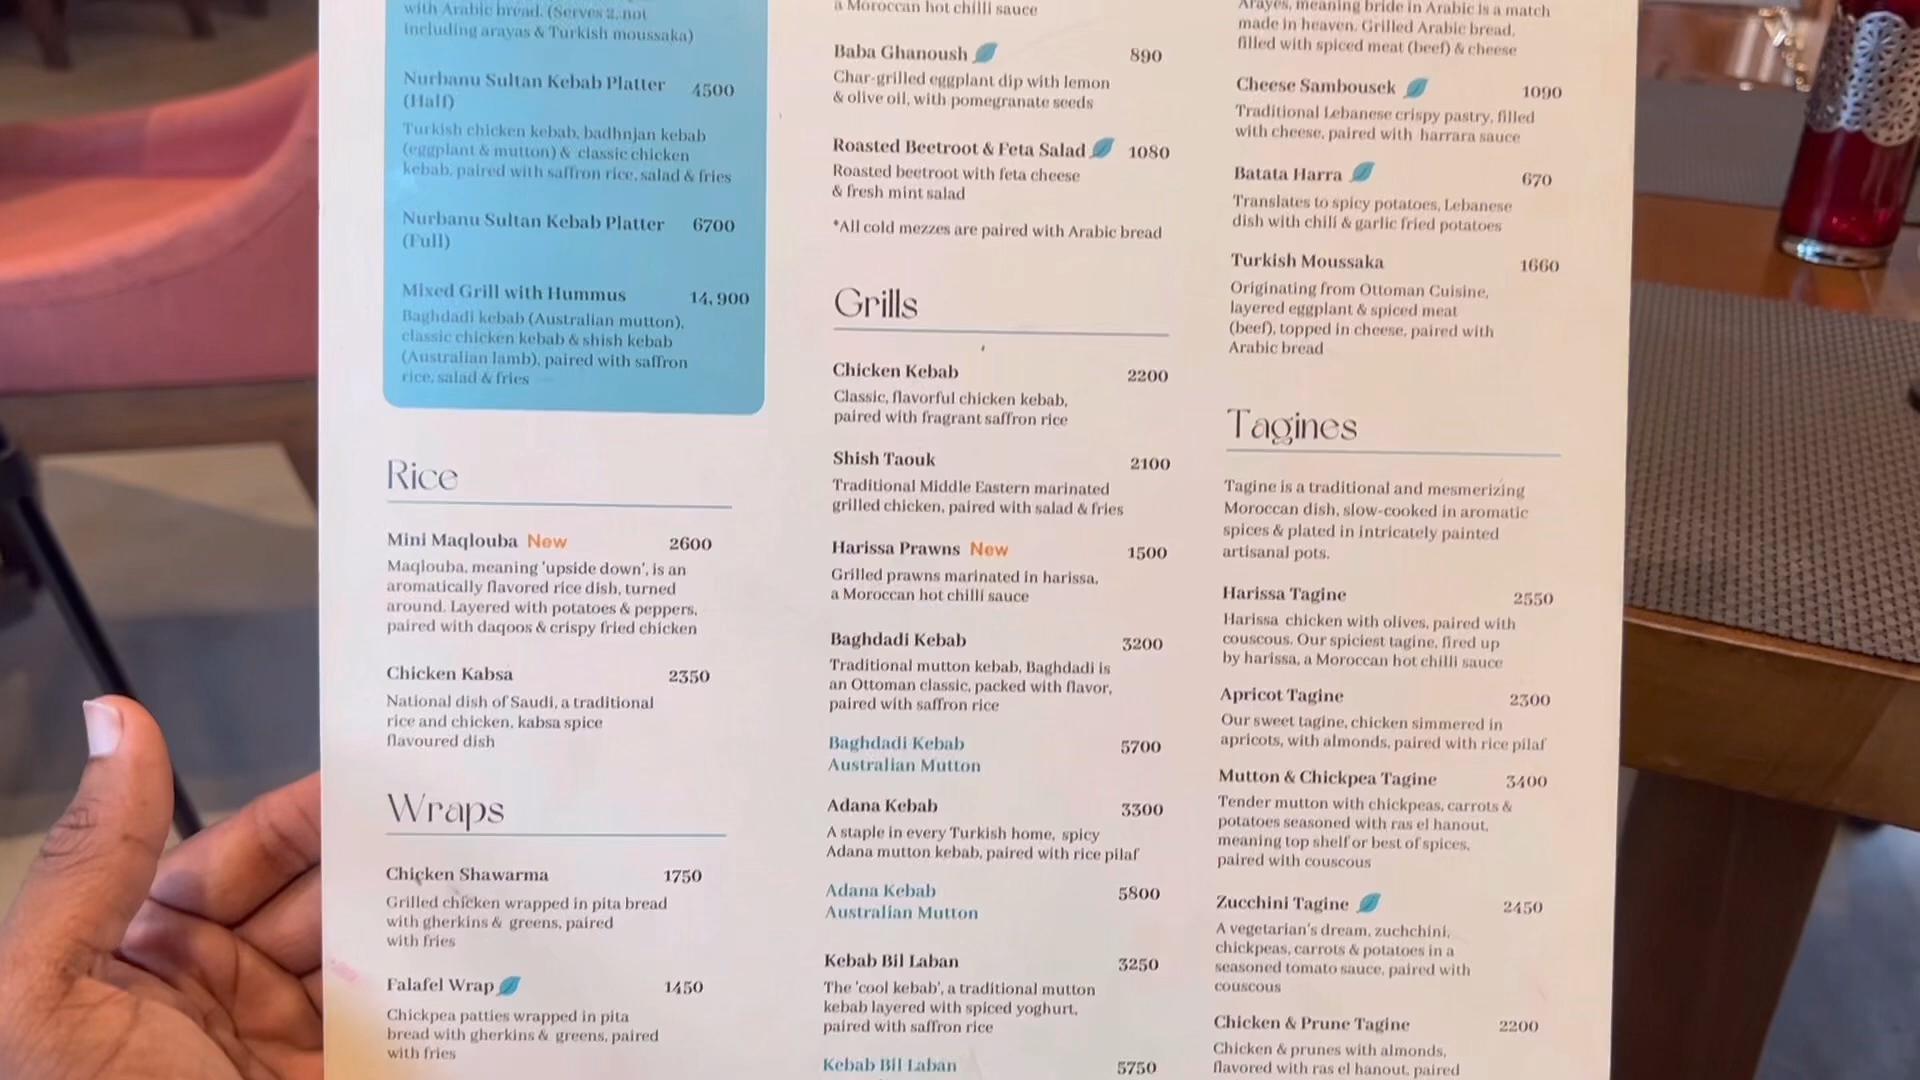 with Arabic bread. (Serves 2, not
including arayas & Turkish moussaka)
Nurbanu Sultan Kebab Platter 4500
(Half)
Turkish chicken kebab, badhnjan kebab
(eggplant & mutton) & classic chicken
kebab, paired with saffron rice, salad & fries
Nurbanu Sultan Kebab Platter 6700
(Full)
Mixed Grill with Hummus 14,900
Baghdadi kebab (Australian mutton),
classic chicken kebab & shish kebab
(Australian lamb), paired with saffron
rice, salad & fries
Rice
Mini Maqlouba New 2600
Maqlouba, meaning 'upside down', is an
aromatically flavored rice dish, turned
around. Layered with potatoes & peppers,
paired with daqoos & crispy fried chicken
Chicken Kabsa 2350
National dish of Saudi, a traditional
rice and chicken, kabsa spice
flavoured dish
Wraps
Chicken Shawarma 1750
Grilled chicken wrapped in pita bread
with gherkins & greens, paired
with fries
Falafel Wrap 1450
Chickpea patties wrapped in pita
bread with gherkins & greens, paired
with fries
a Moroccan hot chilli sauce
Baba Ghanoush 890
Char-grilled eggplant dip with lemon
& olive oil, with pomegranate seeds
Roasted Beetroot & Feta Salad 1080
Roasted beetroot with feta cheese
& fresh mint salad
*All cold mezzes are paired with Arabic bread
Grills
Chicken Kebab 2200
Classic, flavorful chicken kebab,
paired with fragrant saffron rice
Shish Taouk 2100
Traditional Middle Eastern marinated
grilled chicken, paired with salad & fries
Harissa Prawns New 1500
Grilled prawns marinated in harissa,
a Moroccan hot chilli sauce
Baghdadi Kebab 3200
Traditional mutton kebab, Baghdadi is
an Ottoman classic, packed with flavor,
paired with saffron rice
Baghdadi Kebab 5700
Australian Mutton
Adana Kebab 3300
A staple in every Turkish home, spicy
Adana mutton kebab, paired with rice pilaf
Adana Kebab 5800
Australian Mutton
Kebab Bil Laban 3250
The 'cool kebab', a traditional mutton
kebab layered with spiced yoghurt,
paired with saffron rice
Kebab Bil Laban 5750
Arayes, meaning bride in Arabic is a match
made in heaven. Grilled Arabic bread,
filled with spiced meat (beef) & cheese
Cheese Sambousek 1090
Traditional Lebanese crispy pastry, filled
with cheese, paired with harrara sauce
Batata Harra 670
Translates to spicy potatoes, Lebanese
dish with chili & garlic fried potatoes
Turkish Moussaka 1660
Originating from Ottoman Cuisine,
layered eggplant & spiced meat
(beef), topped in cheese, paired with
Arabic bread
Tagines
Tagine is a traditional and mesmerizing
Moroccan dish, slow-cooked in aromatic
spices & plated in intricately painted
artisanal pots.
Harissa Tagine 2550
Harissa chicken with olives, paired with
couscous. Our spiciest tagine, fired up
by harissa, a Moroccan hot chilli sauce
Apricot Tagine 2300
Our sweet tagine, chicken simmered in
apricots, with almonds, paired with rice pilaf
Mutton & Chickpea Tagine 3400
Tender mutton with chickpeas, carrots &
potatoes seasoned with ras el hanout,
meaning top shelf or best of spices,
paired with couscous
Zucchini Tagine 2450
A vegetarian's dream, zuchchini,
chickpeas, carrots & potatoes in a
seasoned tomato sauce, paired with
couscous
Chicken & Prune Tagine 2200
Chicken & prunes with almonds,
flavored with ras el hanout, paired